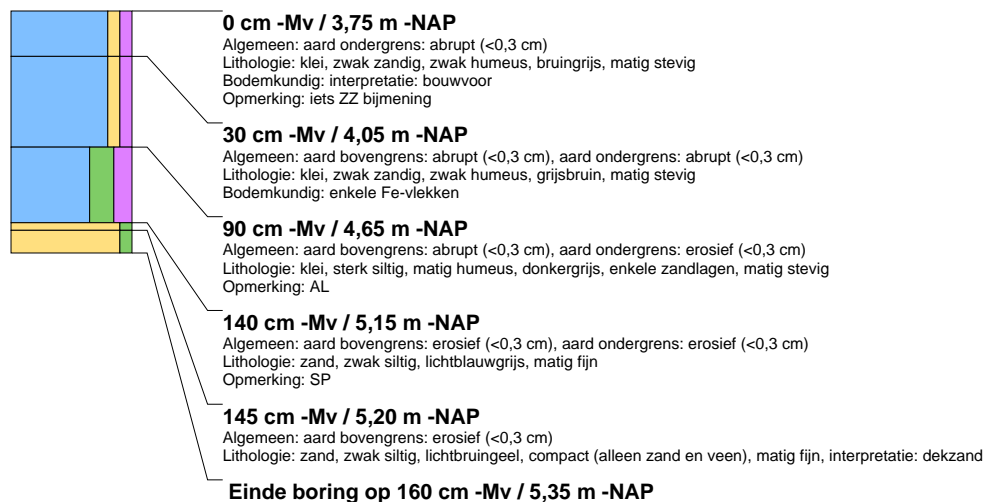 0 cm -Mv / 3,75 m -NAP
Algemeen: aard ondergrens: abrupt (<0,3 cm)
Lithologie: klei, zwak zandig, zwak humeus, bruingrijs, matig stevig
Bodemkundig: interpretatie: bouwvoor
Opmerking: iets ZZ bijmening
30 cm -Mv / 4,05 m -NAP
Algemeen: aard bovengrens: abrupt (<0,3 cm), aard ondergrens: abrupt (<0,3 cm)
Lithologie: klei, zwak zandig, zwak humeus, grijsbruin, matig stevig
Bodemkundig: enkele Fe-vlekken
90 cm -Mv / 4,65 m -NAP
Algemeen: aard bovengrens: abrupt (<0,3 cm), aard ondergrens: erosief (<0,3 cm)
Lithologie: klei, sterk siltig, matig humeus, donkergrijs, enkele zandlagen, matig stevig
Opmerking: AL
140 cm -Mv / 5,15 m -NAP
Algemeen: aard bovengrens: erosief (<0,3 cm), aard ondergrens: erosief (<0,3 cm)
Lithologie: zand, zwak siltig, lichtblauwgrijs, matig fijn
Opmerking: SP
145 cm -Mv / 5,20 m -NAP
Algemeen: aard bovengrens: erosief (<0,3 cm)
Lithologie: zand, zwak siltig, lichtbruingeel, compact (alleen zand en veen), matig fijn, interpretatie: dekzand
Einde boring op 160 cm -Mv / 5,35 m -NAP